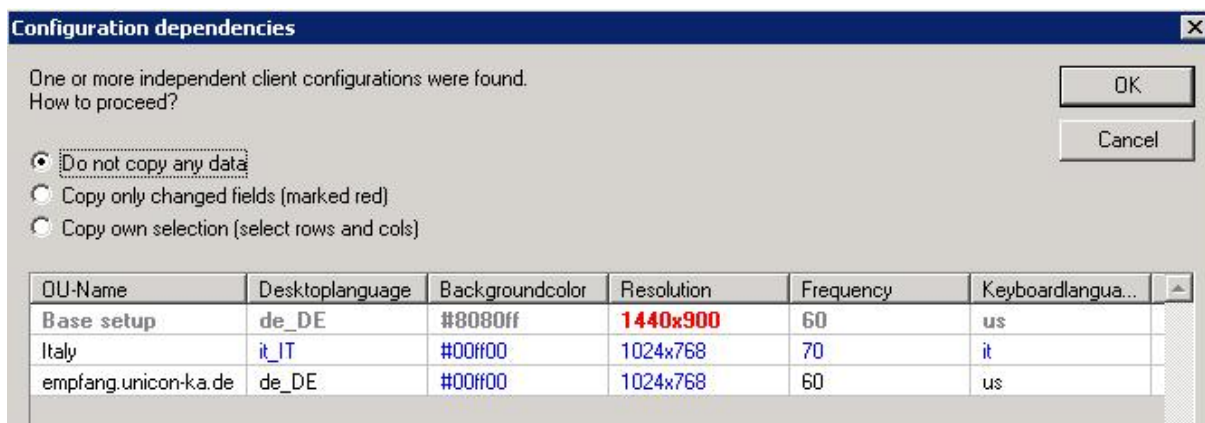 Configuration dependencies
One or more independent client configurations were found.
How to proceed?
OK
Cancel
Do not copy any data
Copy only changed fields (marked red)
Copy own selection (select rows and cols)
OU-Name Desktoplanguage Backgroundcolor Resolution Frequency Keyboardlangua...
Base setup de_DE #8080ff 1440x900 60 us
Italy it_IT #00ff00 1024x768 70 it
empfang.unicon-ka.de de_DE #00ff00 1024x768 60 us